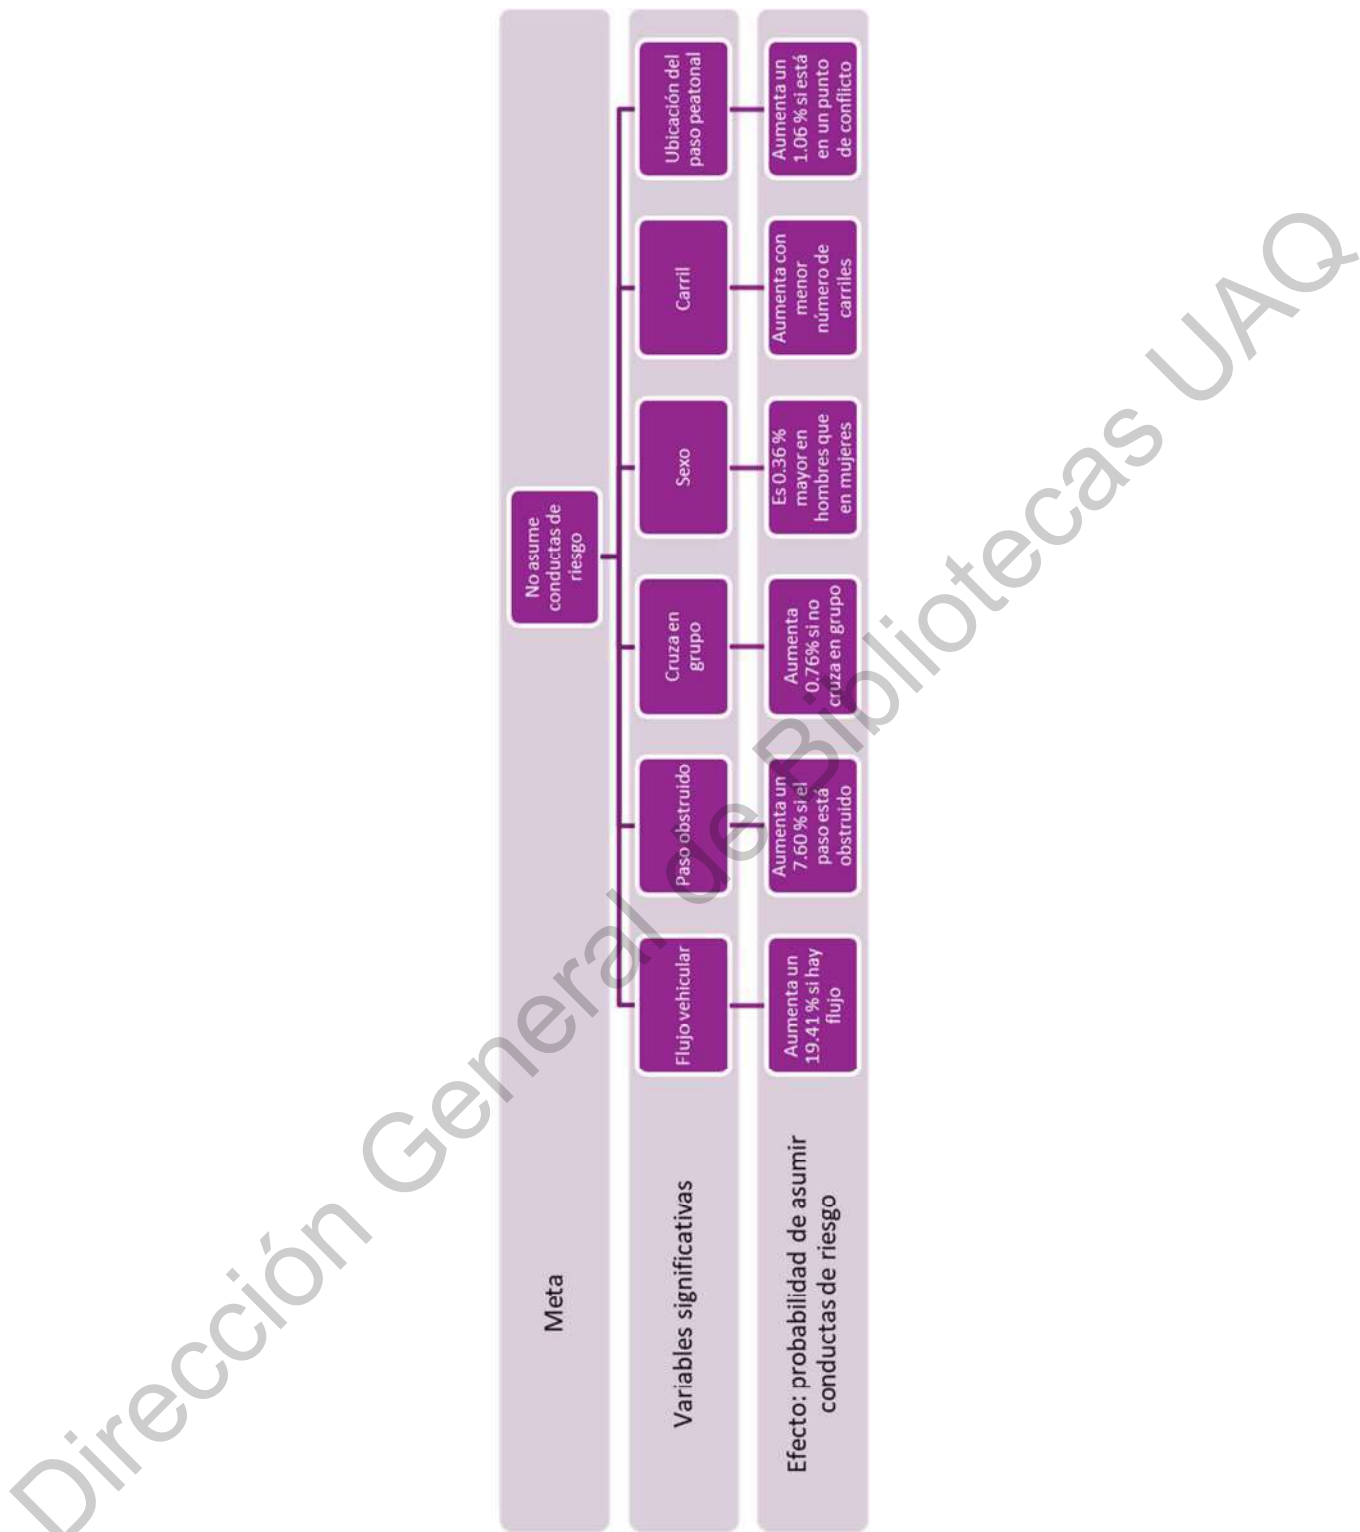 Meta
No asume
conductas de
riesgo
Variables significativas
Flujo vehicular
Paso obstruido
Cruza en
grupo
Sexo
Carril
Ubicación del
paso peatonal
Efecto: probabilidad de asumir
conductas de riesgo
Aumenta un
19.41 % si hay
flujo
Aumenta un
7.60 % si el
paso está
obstruido
Aumenta
0.76% si no
cruza en grupo
Es 0.36 %
mayor en
hombres que
en mujeres
Aumenta con
menor
número de
carriles
Aumenta un
1.06 % si está
en un punto
de conflicto
Dirección General de Bibliotecas UAQ